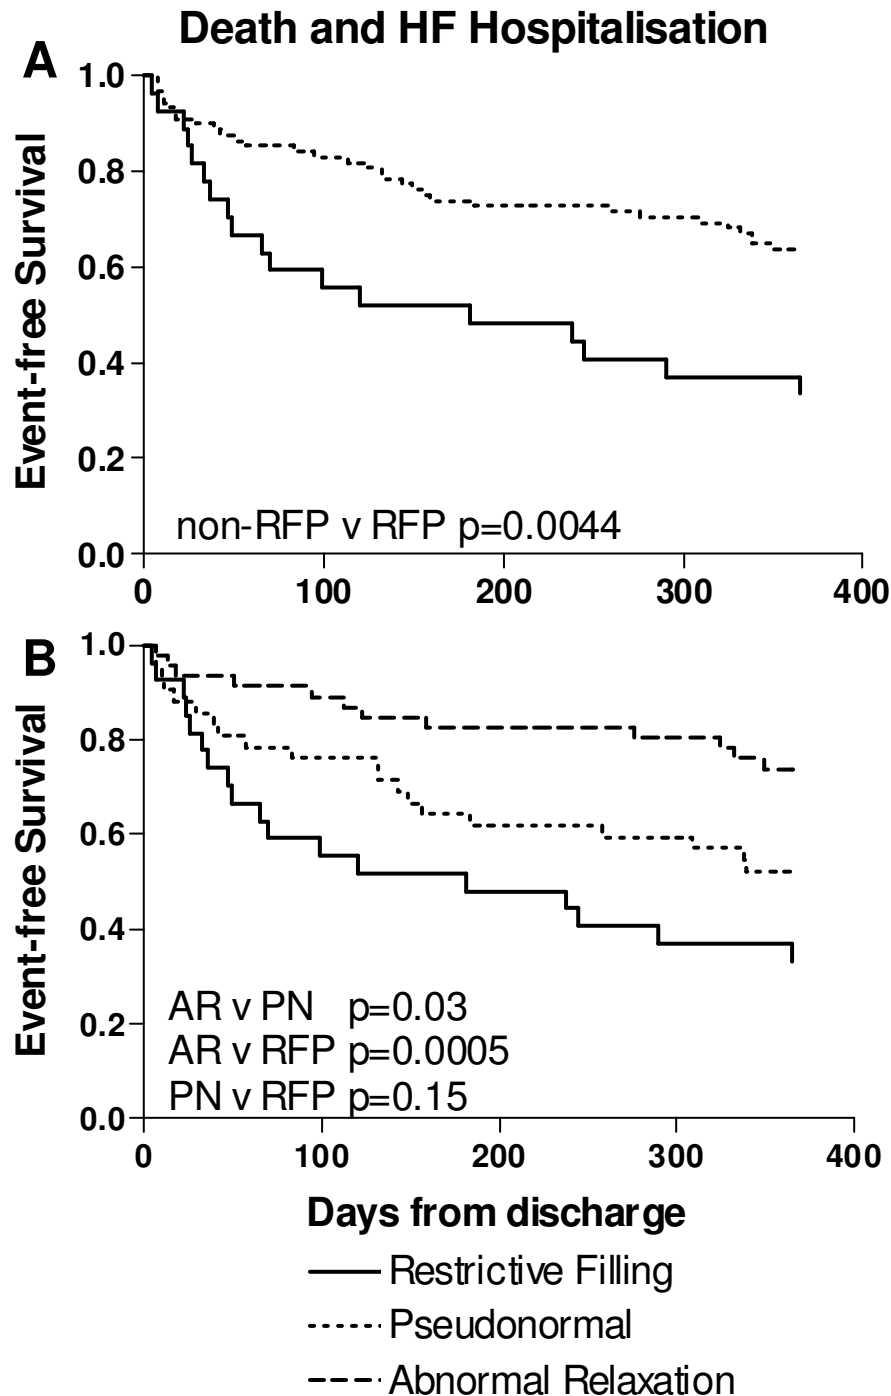 Death and HF Hospitalisation
A
Event-free Survival
1.0
0.8
0.6
0.4
0.2
0.0
non-RFP v RFP p=0.0044
0 100 200 300 400
B
Event-free Survival
1.0
0.8
0.6
0.4
0.2
0.0
AR v PN p=0.03
AR v RFP p=0.0005
PN v RFP p=0.15
0 100 200 300 400
Days from discharge
Restrictive Filling
Pseudonormal
Abnormal Relaxation